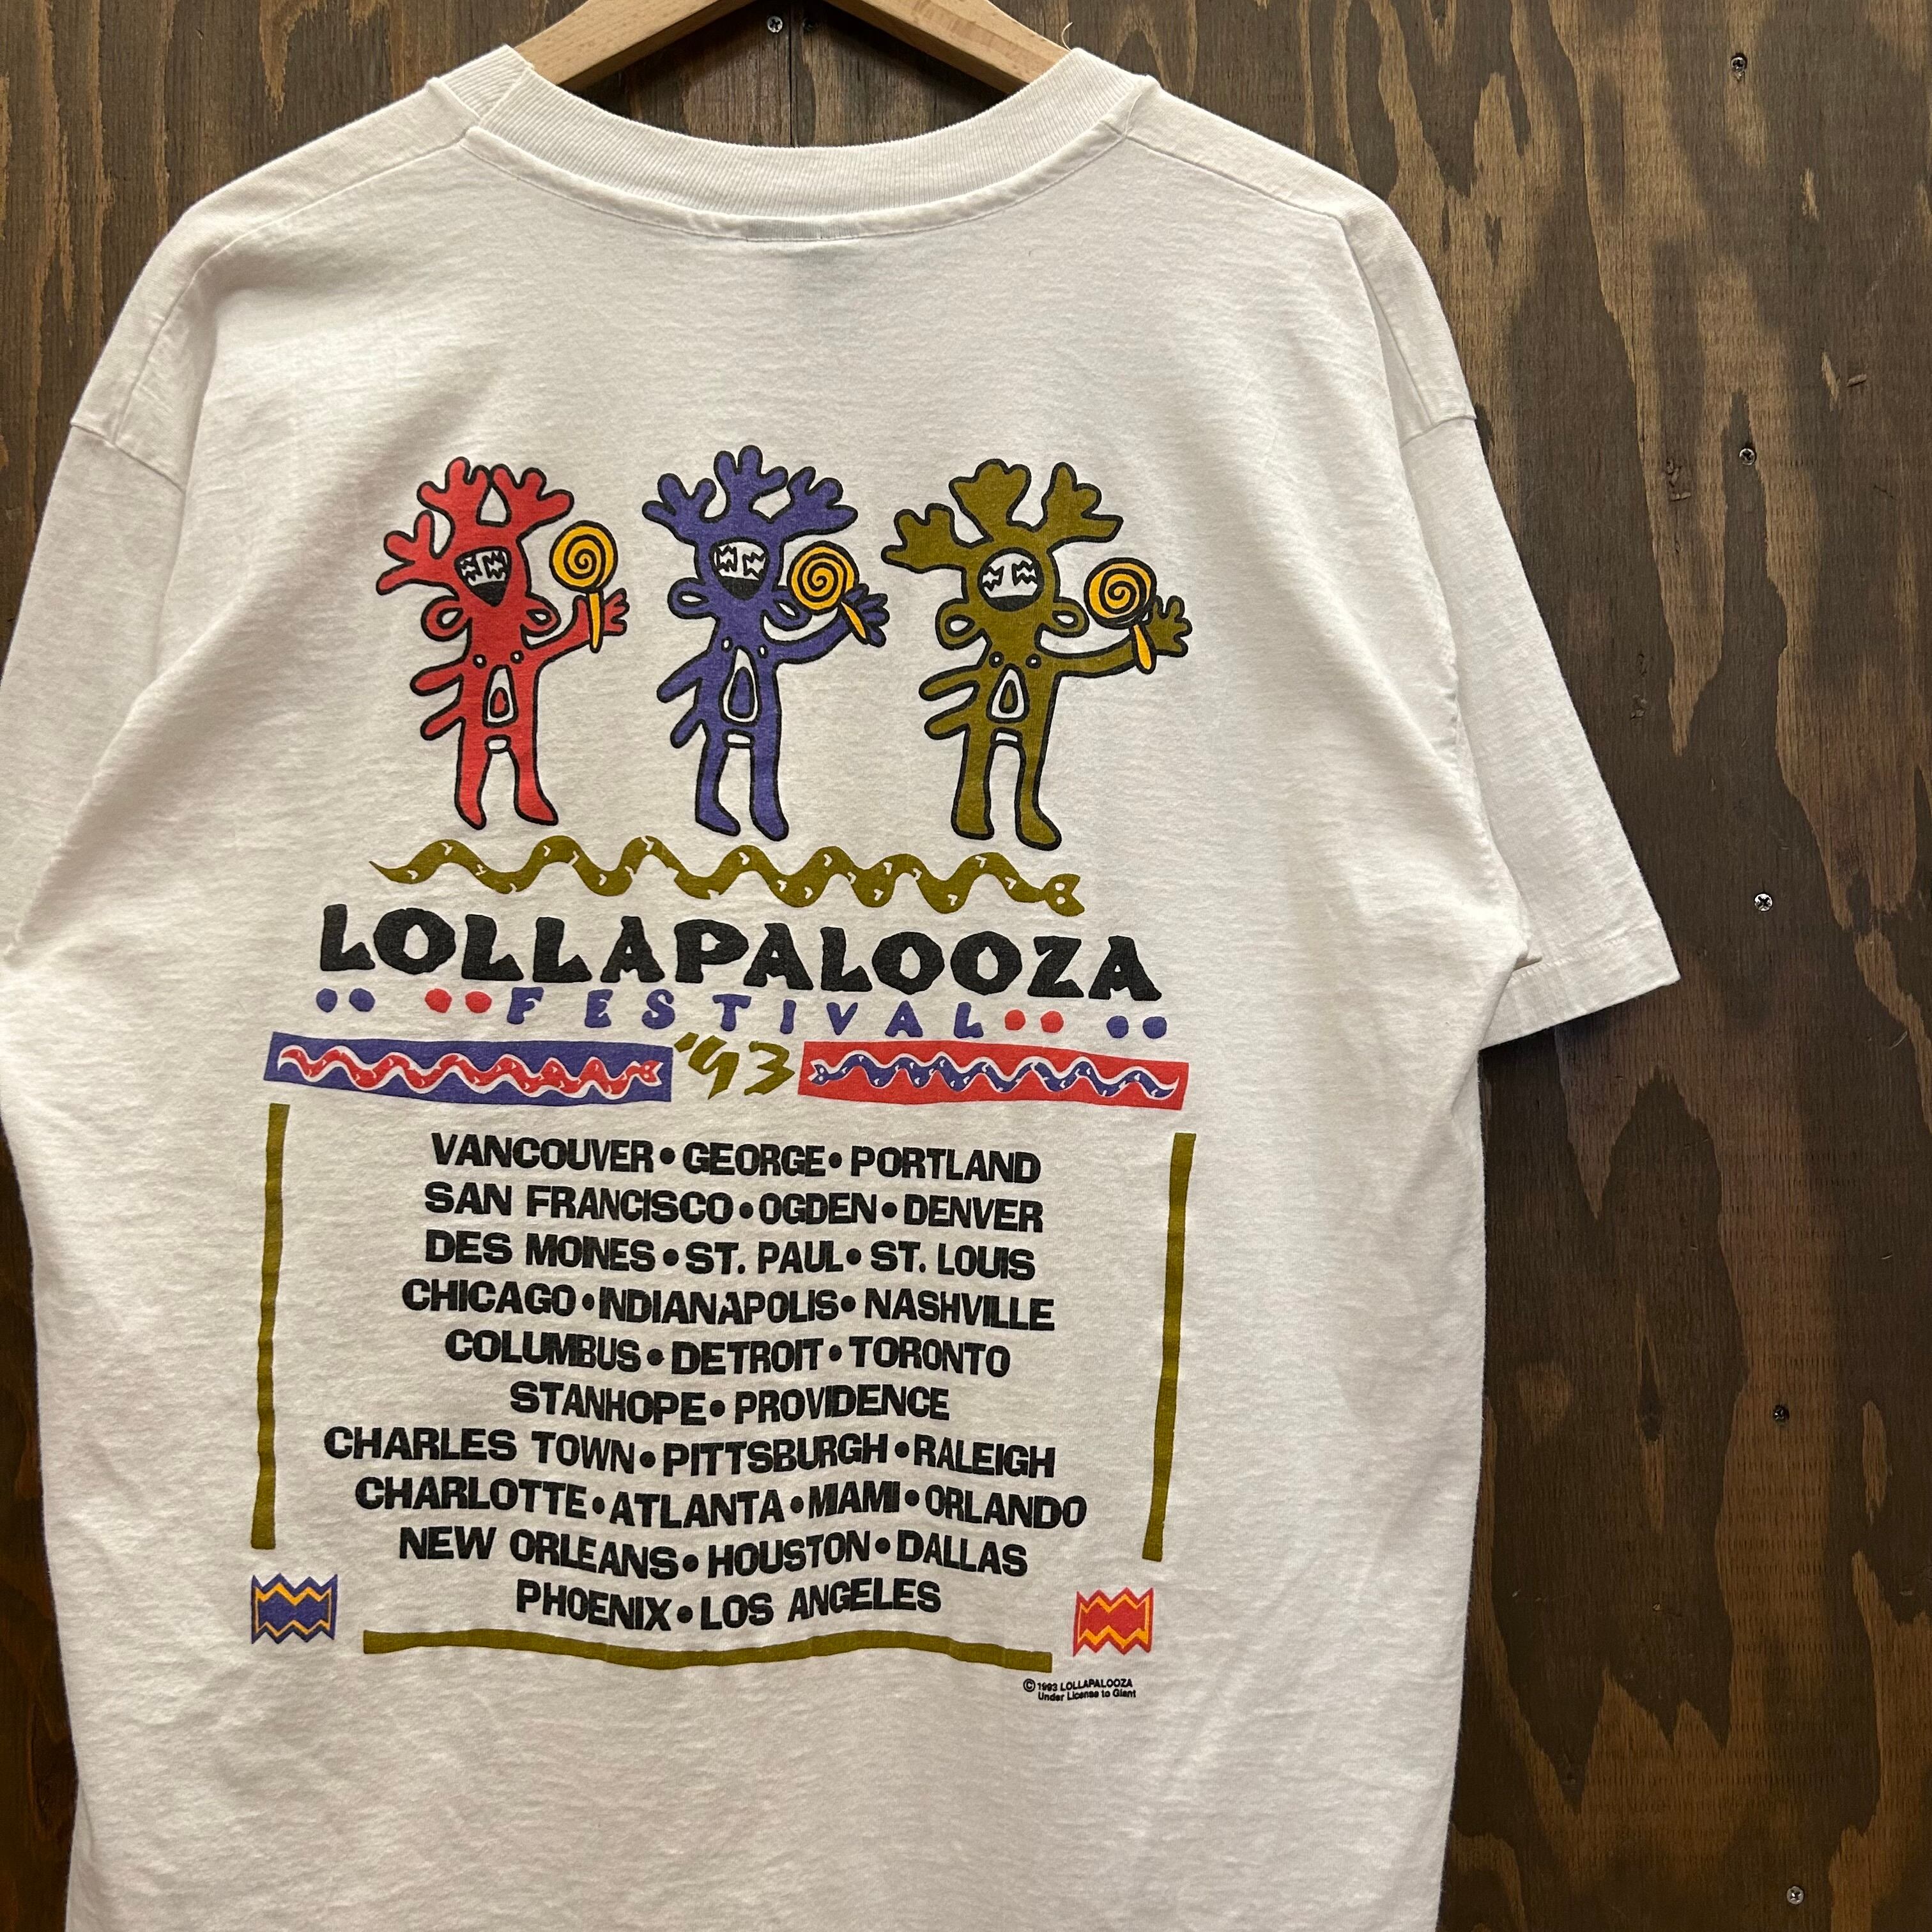 LOLLAPALOOZA
FESTIVAL
'93
VANCOUVER•GEORGE•PORTLAND
SAN FRANCISCO•OGDEN•DENVER
DES MOINES•ST. PAUL•ST. LOUIS
CHICAGO•INDIANAPOLIS•NASHVILLE
COLUMBUS•DETROIT•TORONTO
STANHOPE•PROVIDENCE
CHARLES TOWN•PITTSBURGH•RALEIGH
CHARLOTTE•ATLANTA•MIAMI•ORLANDO
NEW ORLEANS•HOUSTON•DALLAS
PHOENIX•LOS ANGELES
©1993 LOLLAPALOOZA
Under License to Giant